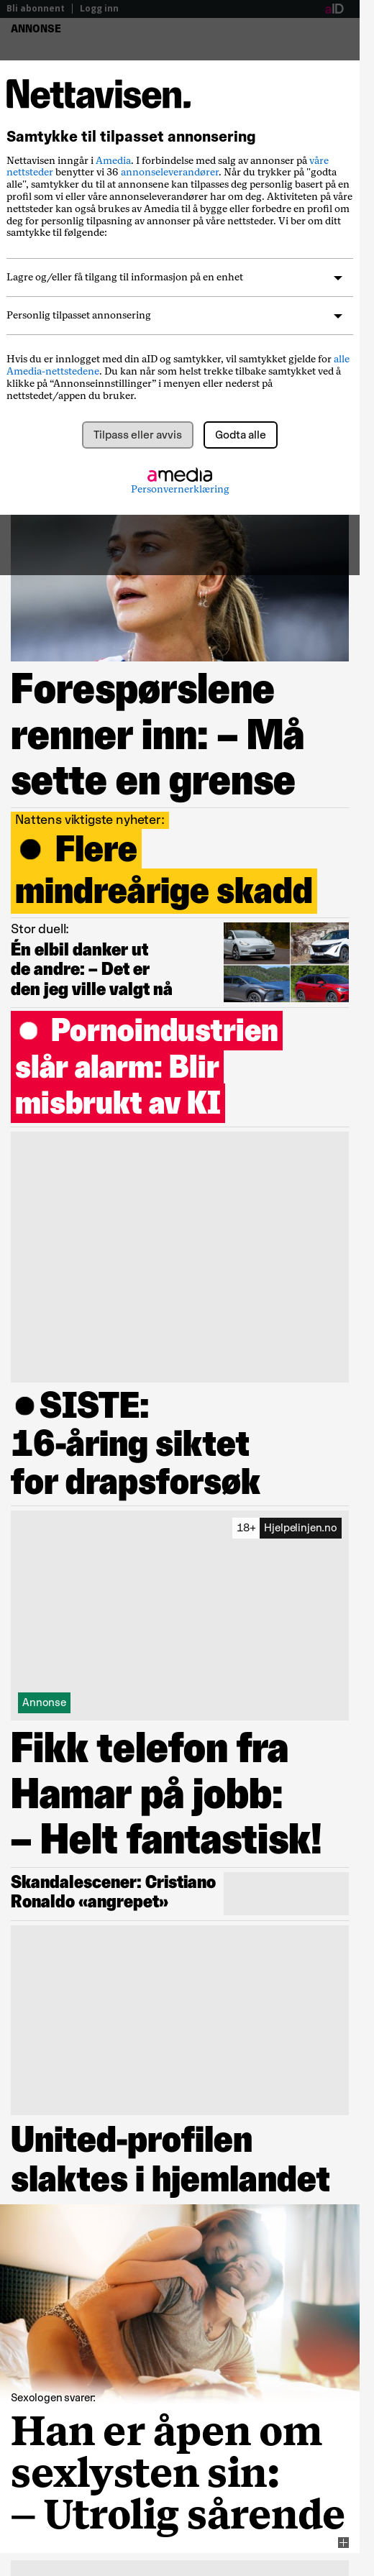 Bli abonnent | Logg inn
aID
ANNONSE
Nettavisen.
Samtykke til tilpasset annonsering
Nettavisen inngår i Amedia. I forbindelse med salg av annonser på våre
nettsteder benytter vi 36 annonseleverandører. Når du trykker på "godta
alle", samtykker du til at annonsene kan tilpasses deg personlig basert på en
profil som vi eller våre annonseleverandører har om deg. Aktiviteten på våre
nettsteder kan også brukes av Amedia til å bygge eller forbedre en profil om
deg for personlig tilpasning av annonser på våre nettsteder. Vi ber om ditt
samtykke til følgende:
Lagre og/eller få tilgang til informasjon på en enhet
Personlig tilpasset annonsering
Hvis du er innlogget med din aID og samtykker, vil samtykket gjelde for alle
Amedia-nettstedene. Du kan når som helst trekke tilbake samtykket ved å
klikke på “Annonseinnstillinger” i menyen eller nederst på
nettstedet/appen du bruker.
Tilpass eller avvis
Godta alle
amedia
Personvernerklæring
Forespørslene
renner inn: – Må
sette en grense
Nattens viktigste nyheter:
● Flere
mindreårige skadd
Stor duell:
Én elbil danker ut
de andre: – Det er
den jeg ville valgt nå
● Pornoindustrien
slår alarm: Blir
misbrukt av KI
●SISTE:
16-åring siktet
for drapsforsøk
18+ Hjelpelinjen.no
Annonse
Fikk telefon fra
Hamar på jobb:
– Helt fantastisk!
Skandalescener: Cristiano
Ronaldo «angrepet»
United-profilen
slaktes i hjemlandet
Sexologen svarer:
Han er åpen om
sexlysten sin:
– Utrolig sårende